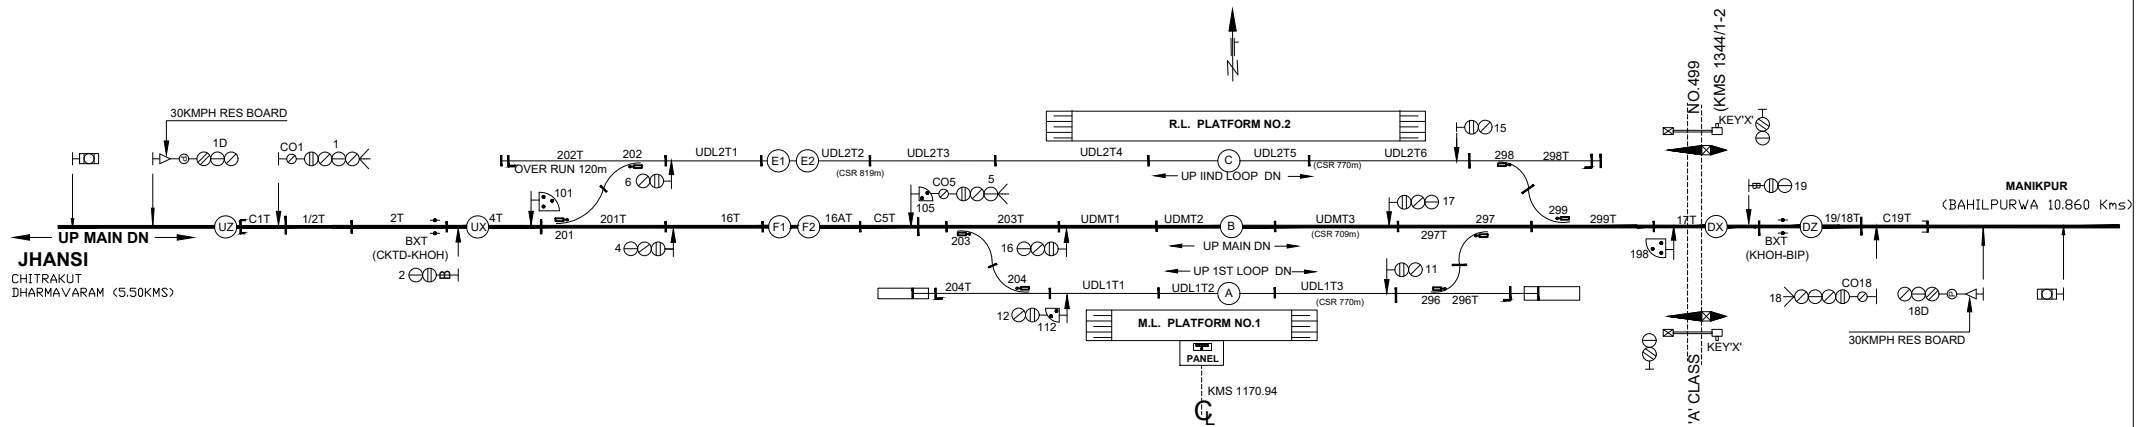 30KMPH RES BOARD
1D
CO1
1
202T
202
OVER RUN 120m
UDL2T1
E1
E2
UDL2T2
(CSR 819m)
UDL2T3
UDL2T4
C
UDL2T5
(CSR 770m)
UDL2T6
298
298T
UP IIND LOOP DN
R.L. PLATFORM NO.2
N
15
NO.499
(KMS 1344/1-2
KEY'X'
6
101
CO5
5
105
17
19
MANIKPUR
(BAHILPURWA 10.860 Kms)
UZ
C1T
1/2T
2T
UX
4T
201
201T
16T
F1
F2
16AT
C5T
203
203T
UDMT1
UDMT2
B
UDMT3
(CSR 709m)
297
297T
299
299T
17T
DX
DZ
19/18T
C19T
UP MAIN DN
JHANSI
CHITRAKUT
DHARMAVARAM (5.50KMS)
BXT
(CKTD-KHOH)
2 B
4
16
UP MAIN DN
198
BXT
(KHOH-BIP)
UP 1ST LOOP DN
11
204T
204
UDL1T1
UDL1T2
A
UDL1T3
(CSR 770m)
296
296T
12
112
M.L. PLATFORM NO.1
PANEL
KMS 1170.94
CL
18
CO18
18D
30KMPH RES BOARD
KEY'X'
'A' CLASS